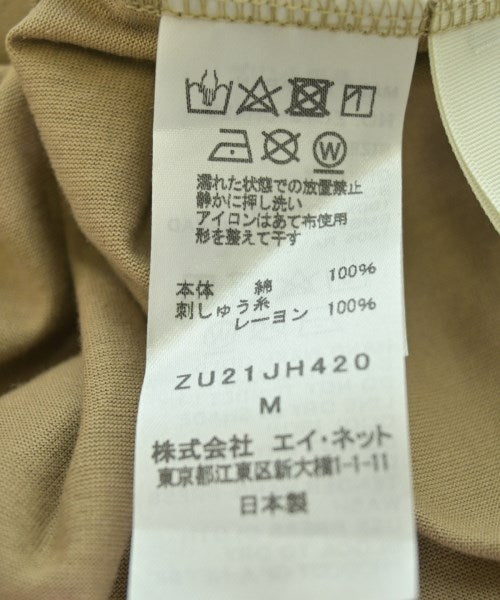 W
濡れた状態での放置禁止
静かに押し洗い
アイロンはあて布使用
形を整えて干す
本体 綿 100%
刺しゅう糸
レーヨン 100%
ZU21JH420
M
株式会社 エイ・ネット
東京都江東区新大橋1-1-11
日本製